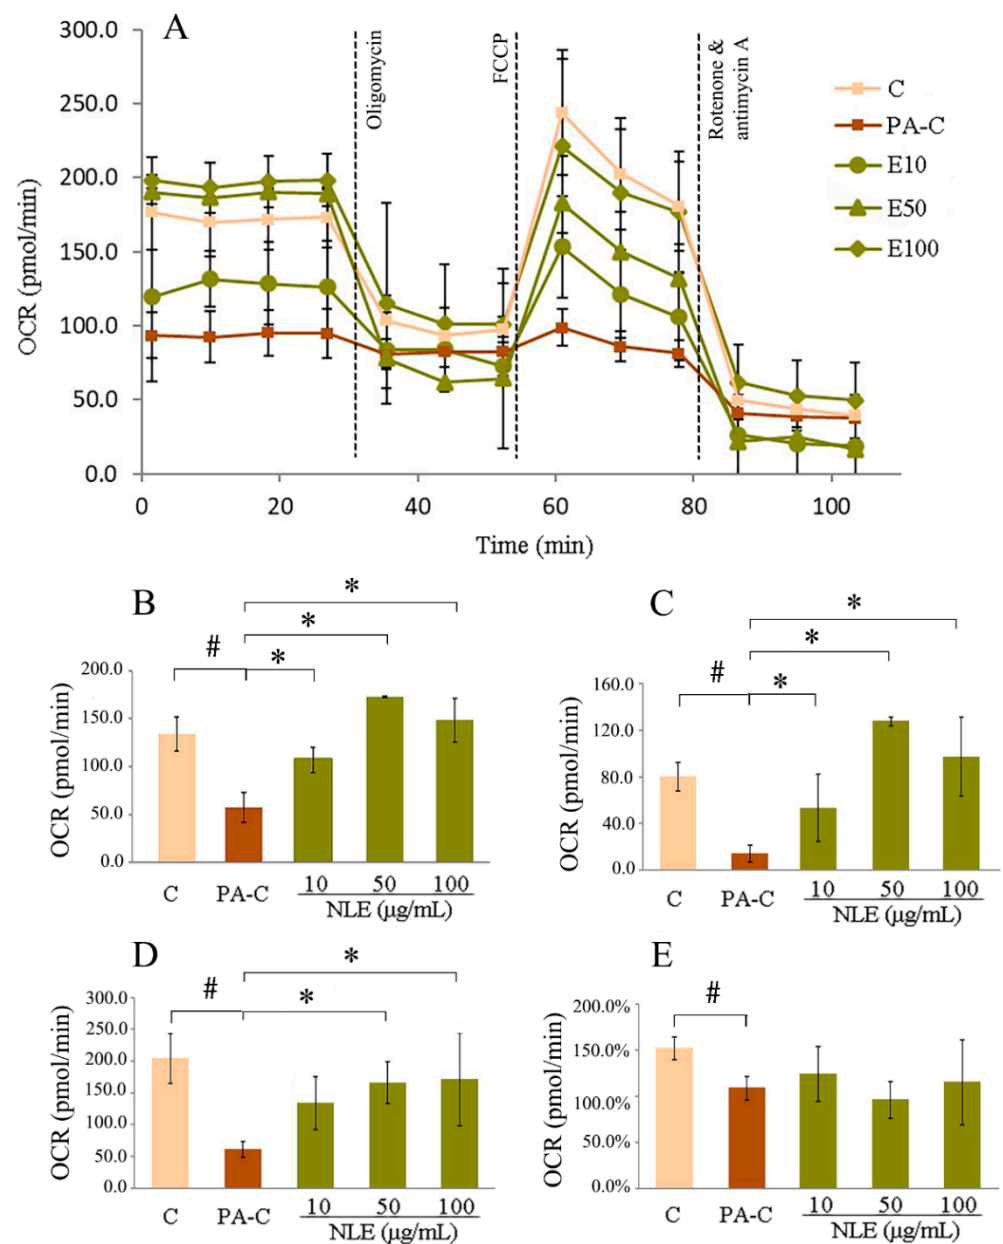 A
300.0
250.0
200.0
150.0
100.0
50.0
0.0
OCR (pmol/min)
0 20 40 60 80 100
Time (min)
Oligomycin
FCCP
Rotenone &
antimycin A
C
PA-C
E10
E50
E100
B
* 
*
# *
200.0
150.0
100.0
50.0
0.0
OCR (pmol/min)
C PA-C 10 50 100
NLE (µg/mL)
C
*
*
# *
160.0
120.0
80.0
40.0
0.0
OCR (pmol/min)
C PA-C 10 50 100
NLE (µg/mL)
D
*
# *
300.0
250.0
200.0
150.0
100.0
50.0
0.0
OCR (pmol/min)
C PA-C 10 50 100
NLE (µg/mL)
E
#
200.0%
150.0%
100.0%
50.0%
0.0%
OCR (pmol/min)
C PA-C 10 50 100
NLE (µg/mL)